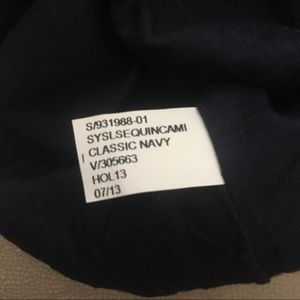 S/931988-01
SYSLSEQUINCAMI
CLASSIC NAVY
V/305663
HOL13
07/13